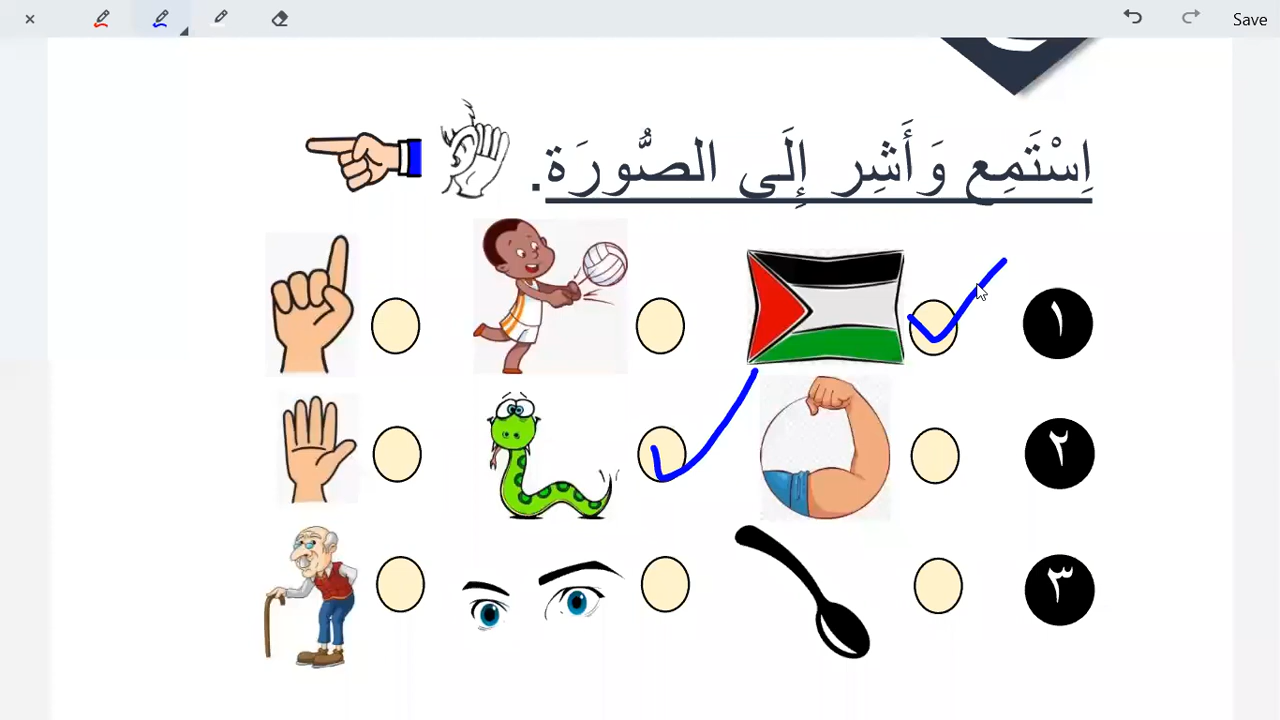 Save
اِسْتَمِع وَأَشِر إِلَى الصُّورَة.
١
٢
٣